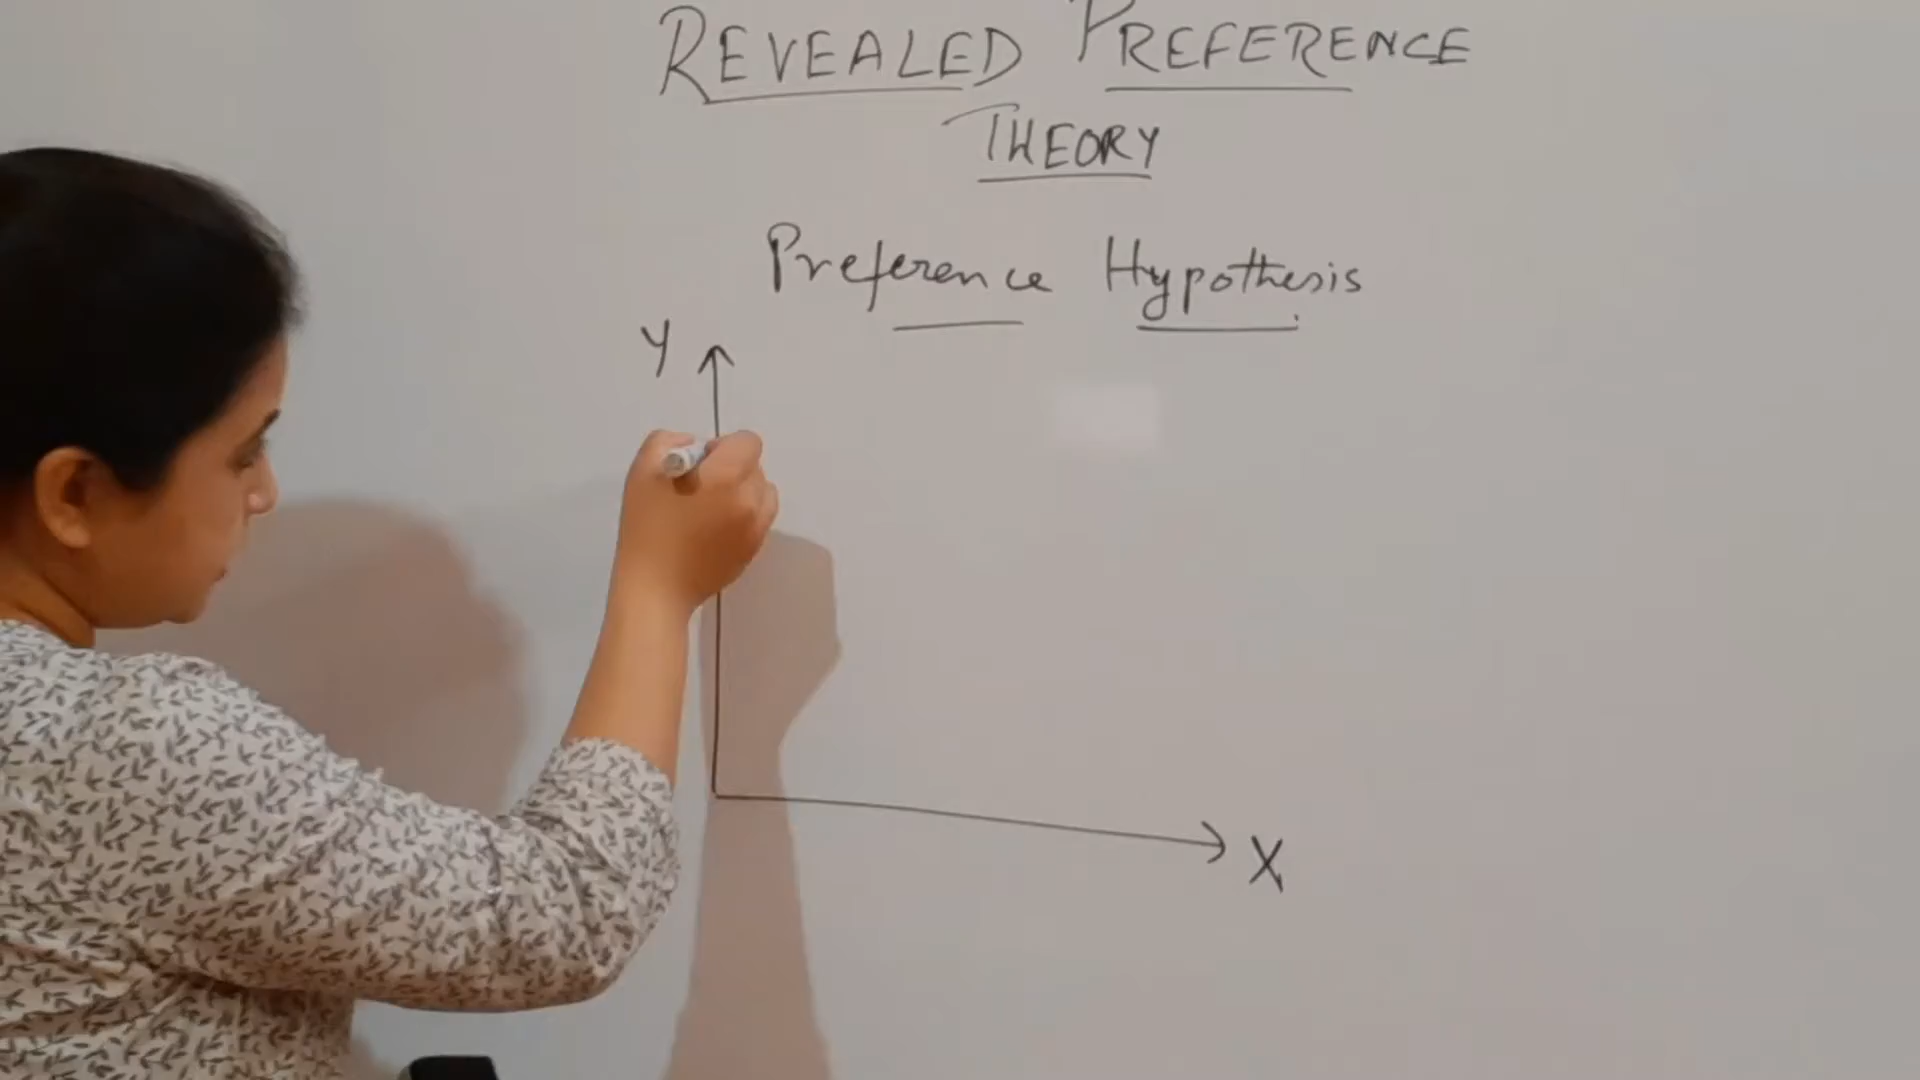 REVEALED PREFERENCE
THEORY
Preference Hypothesis
Y
X